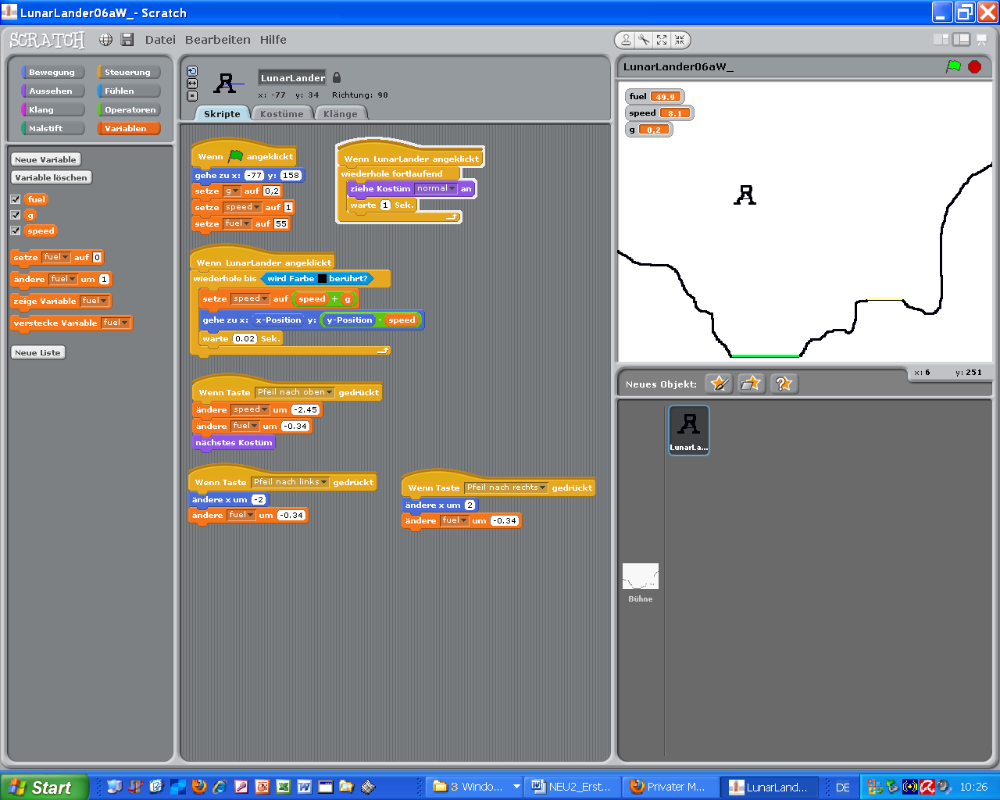 LunarLander06aW_- Scratch
SCRATCH Datei Bearbeiten Hilfe
Bewegung Steuerung
Aussehen Fühlen
Klang Operatoren
Malstift Variablen
Neue Variable
Variable löschen
fuel
g
speed
setze fuel auf 0
ändere fuel um 1
zeige Variable fuel
verstecke Variable fuel
Neue Liste
LunarLander
x: -77 y: 34 Richtung: 90
Skripte Kostüme Klänge
Wenn angeklickt
gehe zu x: -77 y: 158
setze g auf 0,2
setze speed auf 1
setze fuel auf 55
Wenn LunarLander angeklickt
wiederhole fortlaufend
ziehe Kostüm normal an
warte 1 Sek.
Wenn LunarLander angeklickt
wiederhole bis wird Farbe berührt?
setze speed auf speed + g
gehe zu x: x-Position y: y-Position - speed
warte 0.02 Sek.
Wenn Taste Pfeil nach oben gedrückt
ändere speed um -2.45
ändere fuel um -0.34
nächstes Kostüm
Wenn Taste Pfeil nach links gedrückt
ändere x um -2
ändere fuel um -0.34
Wenn Taste Pfeil nach rechts gedrückt
ändere x um 2
ändere fuel um -0.34
LunarLander06aW_
fuel 49.9
speed 8.1
g 0,2
x: 6 y: 251
Neues Objekt:
LunarLa...
Bühne
Start 3 Windo... NEU2_Erst... Privater M... LunarLand... DE 10:26